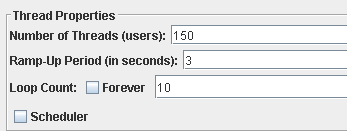 Thread Properties
Number of Threads (users): 150
Ramp-Up Period (in seconds): 3
Loop Count: Forever 10
Scheduler